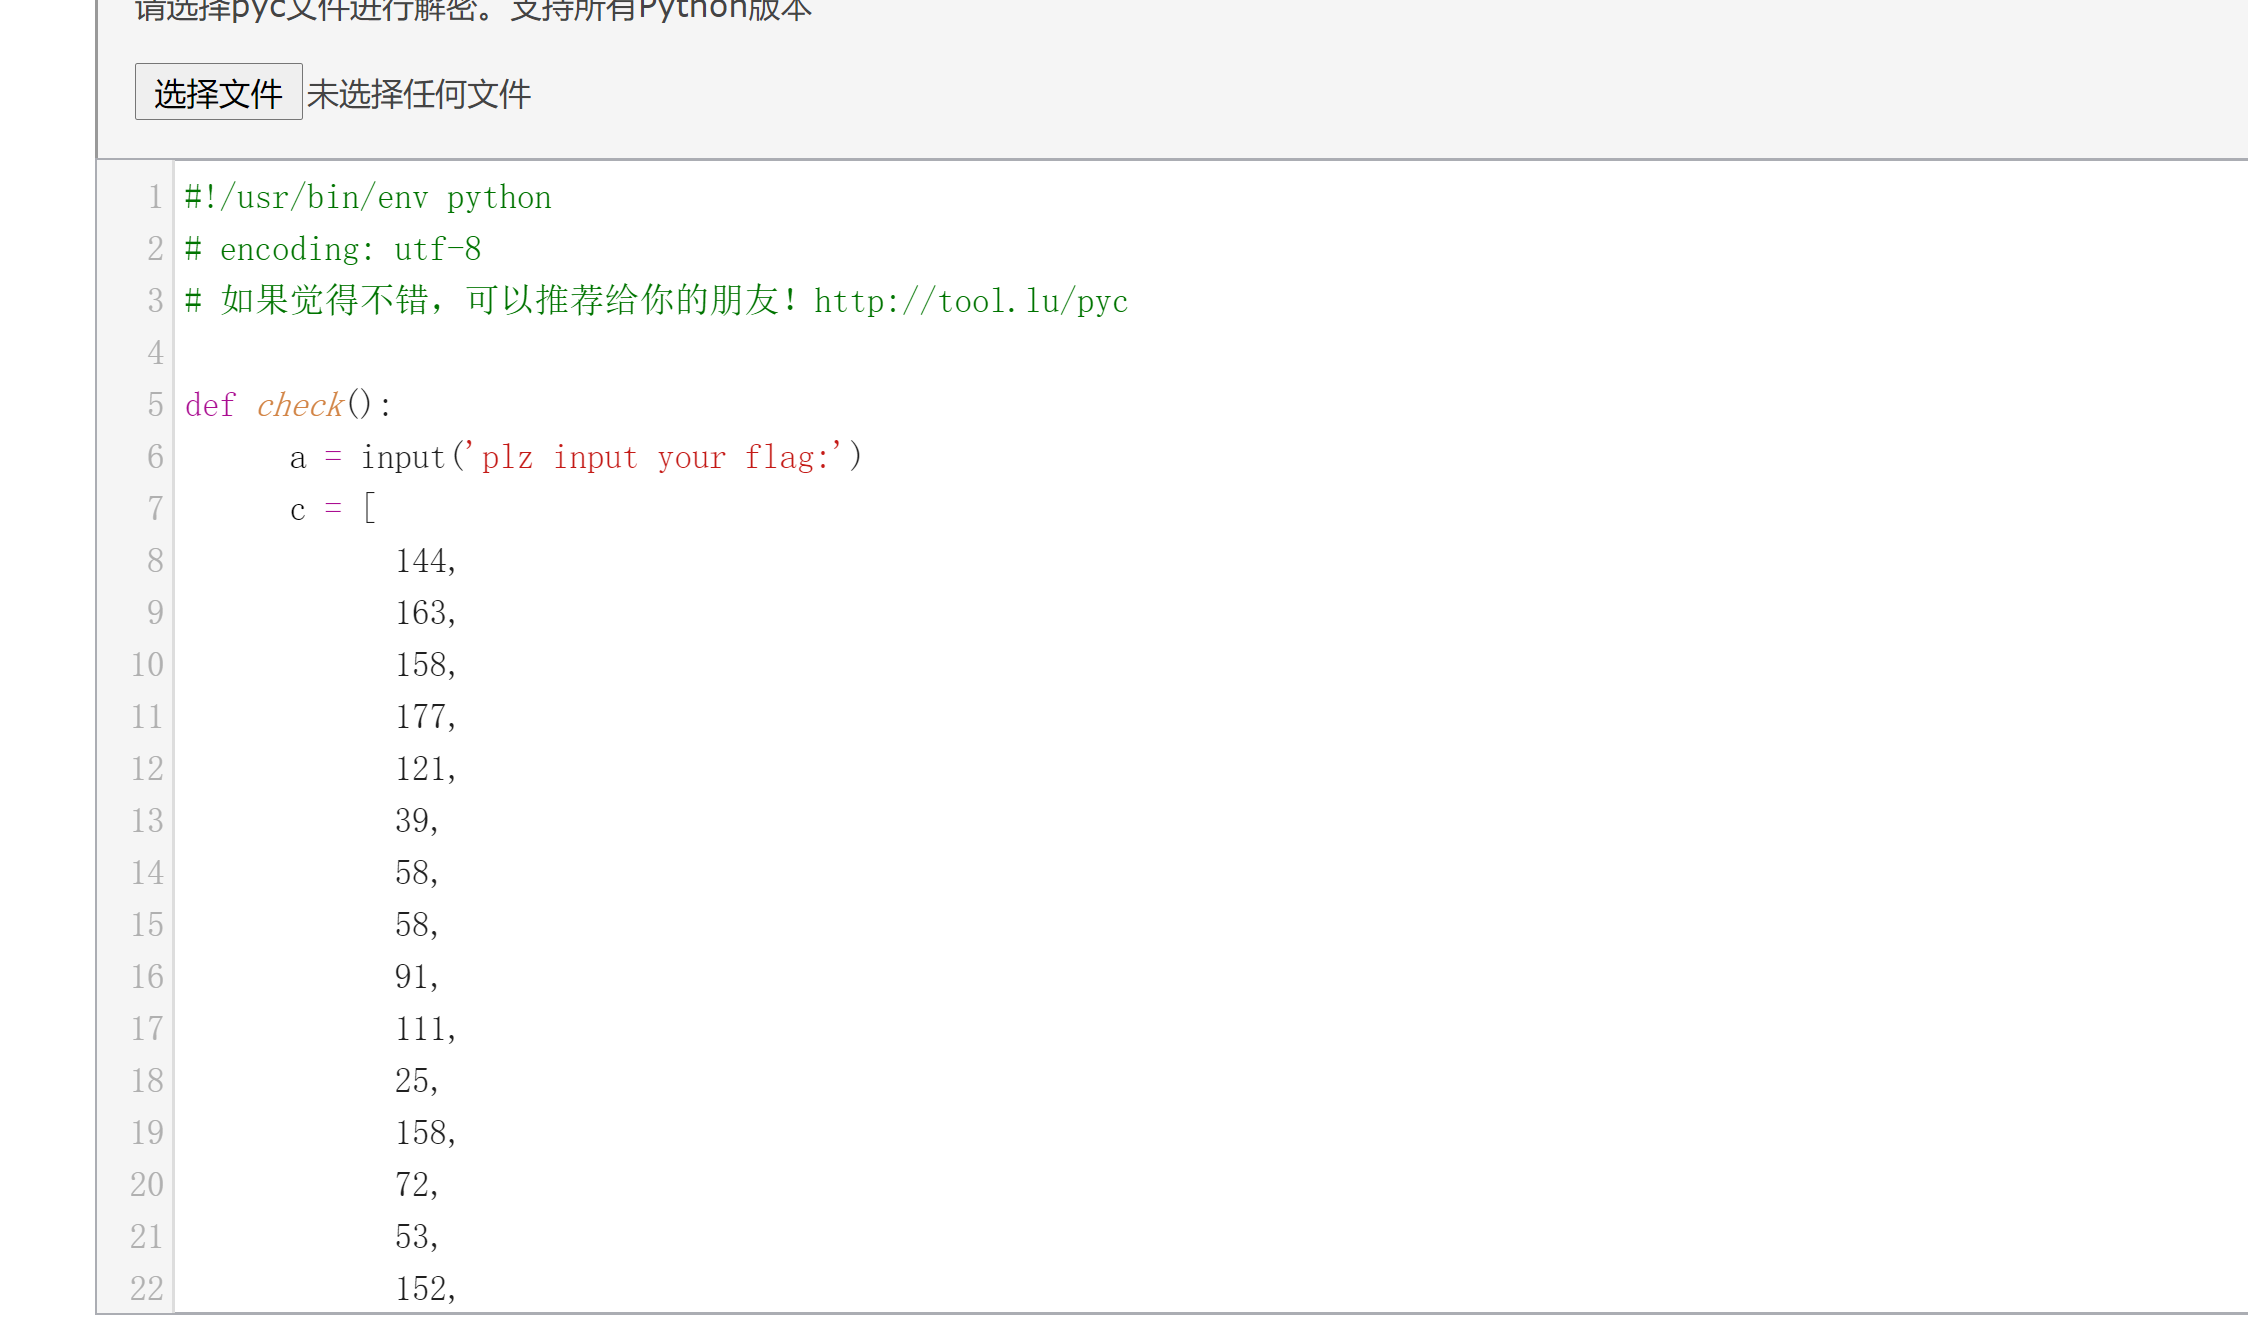 请选择pyc文件进行解密。支持所有Python版本
选择文件 未选择任何文件
1 #!/usr/bin/env python
2 # encoding: utf-8
3 # 如果觉得不错，可以推荐给你的朋友！http://tool.lu/pyc
4
5 def check():
6 a = input('plz input your flag:')
7 c = [
8 144,
9 163,
10 158,
11 177,
12 121,
13 39,
14 58,
15 58,
16 91,
17 111,
18 25,
19 158,
20 72,
21 53,
22 152,